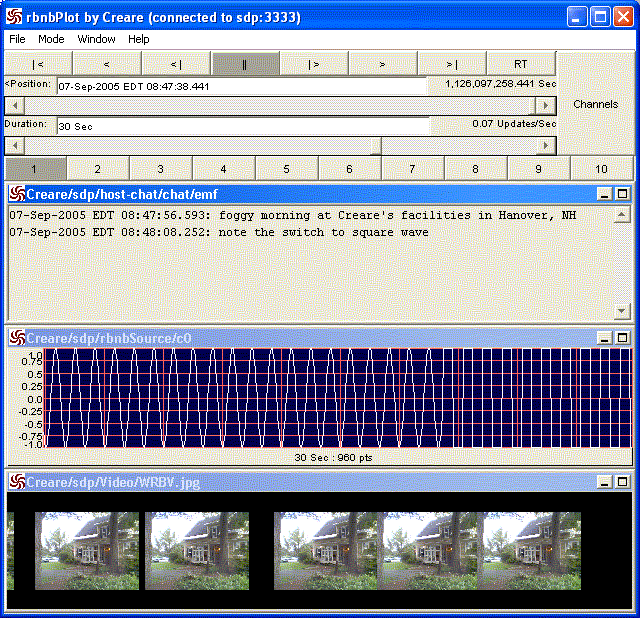 rbnbPlot by Creare (connected to sdp:3333)
File Mode Window Help
|< < <| || |> > >| RT
<Position: 07-Sep-2005 EDT 08:47:38.441 1,126,097,258.441 Sec
Channels
Duration: 30 Sec 0.07 Updates/Sec
1 2 3 4 5 6 7 8 9 10
Creare/sdp/host-chat/chat/emf
07-Sep-2005 EDT 08:47:56.593: foggy morning at Creare's facilities in Hanover, NH
07-Sep-2005 EDT 08:48:08.252: note the switch to square wave
Creare/sdp/rbnbSource/c0
1.0
0.75
0.5
0.25
0.0
-0.25
-0.5
-0.75
-1.0
30 Sec : 960 pts
Creare/sdp/Video/WRBV.jpg